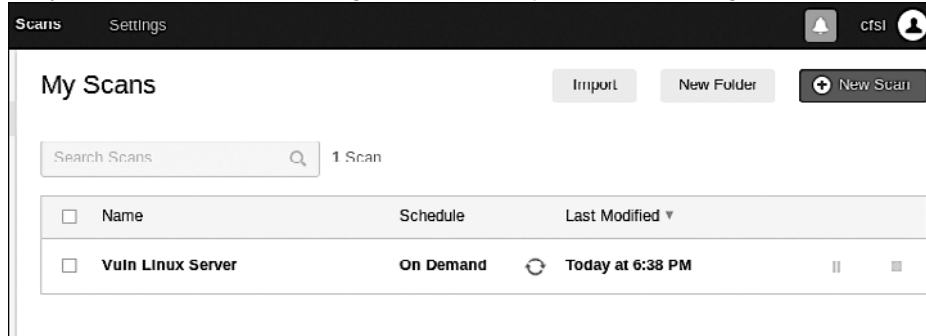 Scans Settings cfsi
My Scans Import New Folder New Scan
Search Scans 1 Scan
Name Schedule Last Modified ▼
Vuln Linux Server On Demand Today at 6:38 PM